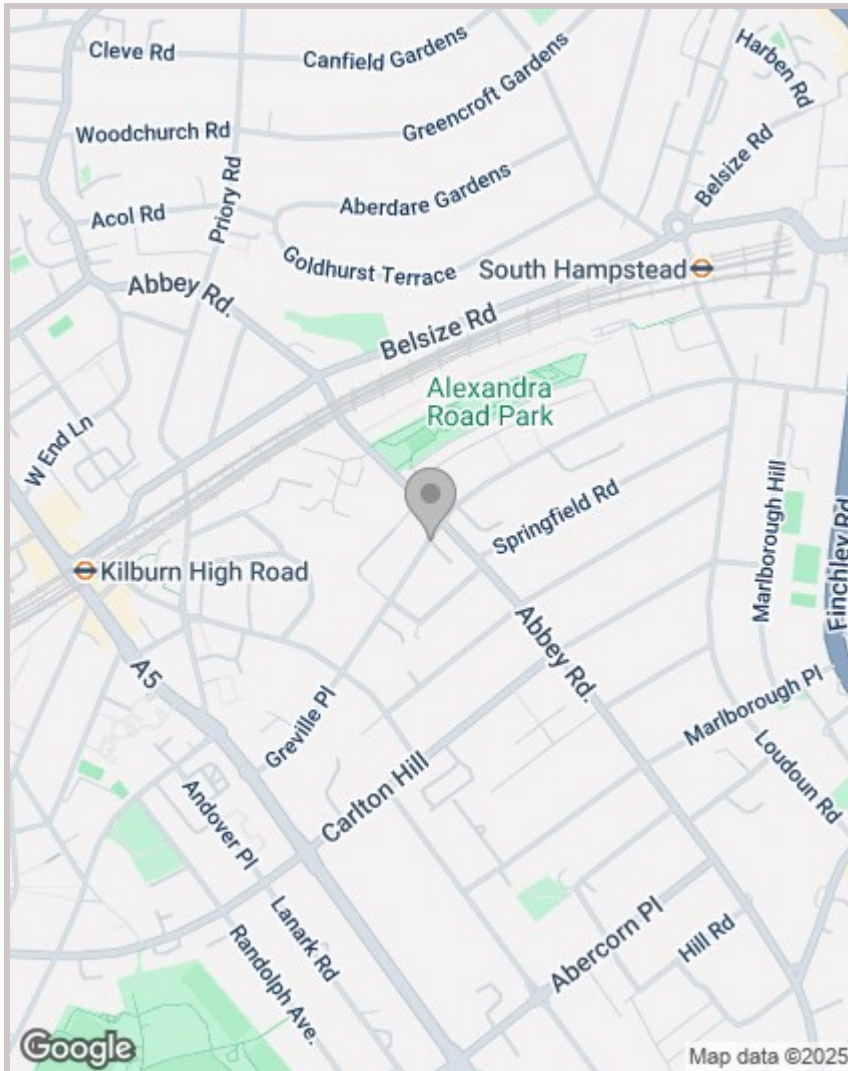 Cleve Rd
Canfield Gardens
Harben Rd
Woodchurch Rd
Greencroft Gardens
Belsize Rd
Priory Rd
Aberdare Gardens
Acol Rd
Goldhurst Terrace
South Hampstead
Abbey Rd.
Belsize Rd
Alexandra
Road Park
W End Ln
Springfield Rd
Marlborough Hill
Finchley Rd
Kilburn High Road
Abbey Rd.
A5
Greville Pl
Marlborough Pl
Loudoun Rd
Carlton Hill
Andover Pl
Lanark Rd
Abercorn Pl
Hill Rd
Randolph Ave.
Google
Map data ©2025